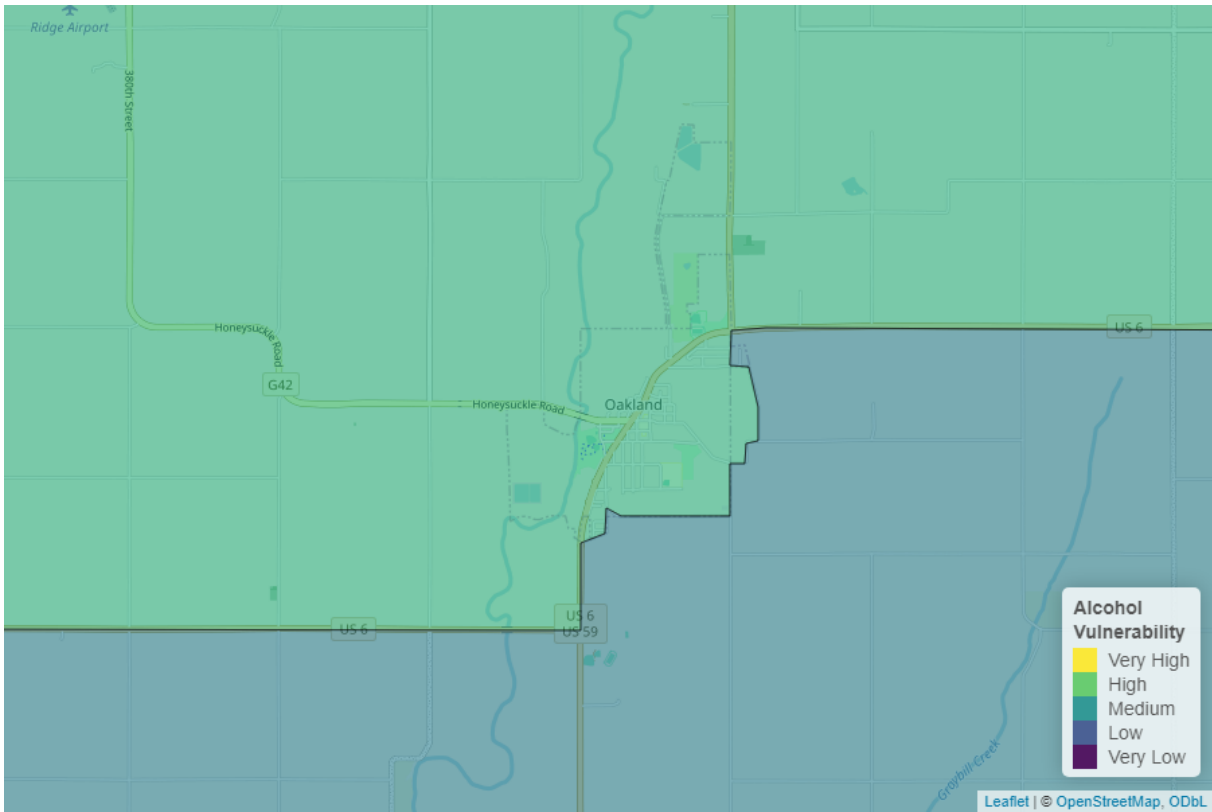 Ridge Airport
380th Street
Honeysuckle Road
G42
Honeysuckle Road
Oakland
US 6
US 6
US 6
US 59
Graybill Creek
Alcohol
Vulnerability
Very High
High
Medium
Low
Very Low
Leaflet | © OpenStreetMap, ODbL